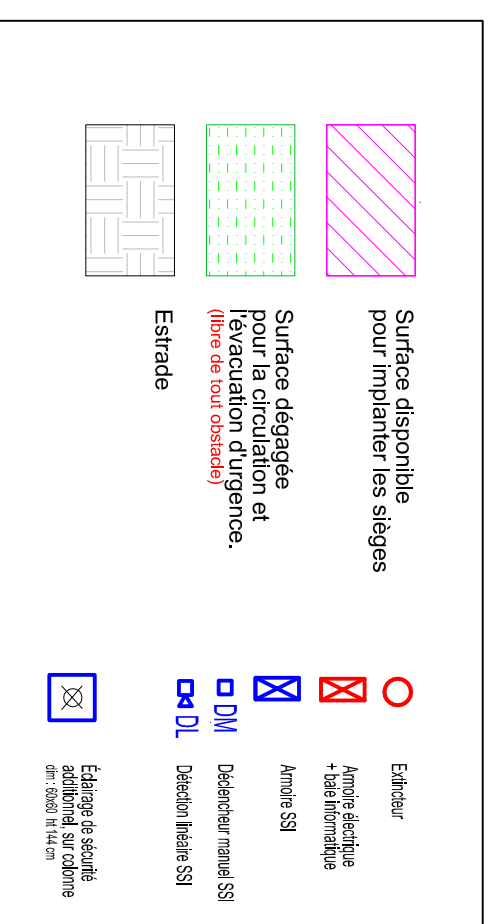 Surface disponible
pour implanter les sièges
Surface dégagée
pour la circulation et
l'évacuation d'urgence.
(libre de tout obstacle)
Estrade
Extincteur
Armoire électrique
+ baie informatique
Armoire SSI
DM
Déclencheur manuel SSI
DL
Détection linéaire SSI
Éclairage de sécurité
additionnel, sur colonne
dim : 60x60 ht 144 cm